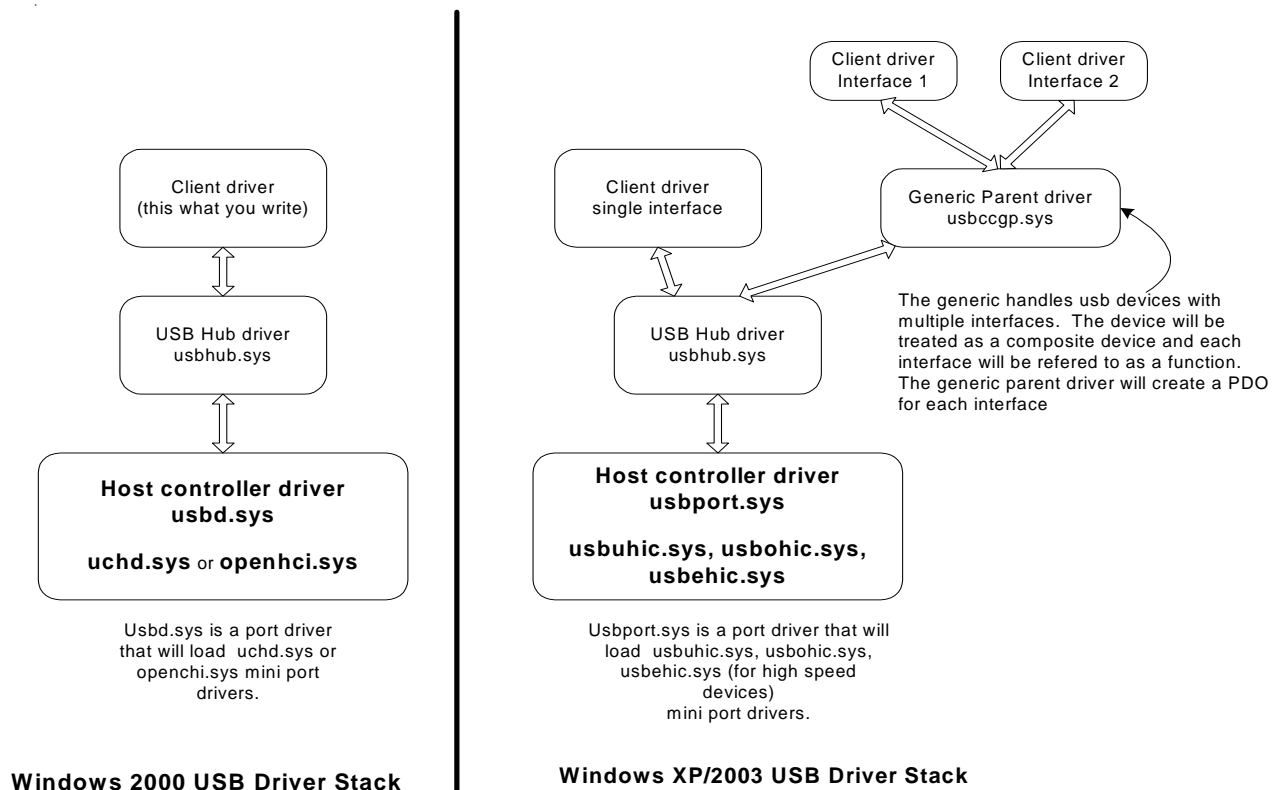 Client driver
(this what you write)
USB Hub driver
usbhub.sys
Host controller driver
usbd.sys
uchd.sys or openhci.sys
Usbd.sys is a port driver
that will load uchd.sys or
openchi.sys mini port
drivers.
Windows 2000 USB Driver Stack
Client driver
Interface 1
Client driver
Interface 2
Client driver
single interface
Generic Parent driver
usbccgp.sys
The generic handles usb devices with
multiple interfaces. The device will be
treated as a composite device and each
interface will be refered to as a function.
The generic parent driver will create a PDO
for each interface
USB Hub driver
usbhub.sys
Host controller driver
usbport.sys
usbuhic.sys, usbohic.sys,
usbehic.sys
Usbport.sys is a port driver that will
load usbuhic.sys, usbohic.sys,
usbehic.sys (for high speed
devices)
mini port drivers.
Windows XP/2003 USB Driver Stack